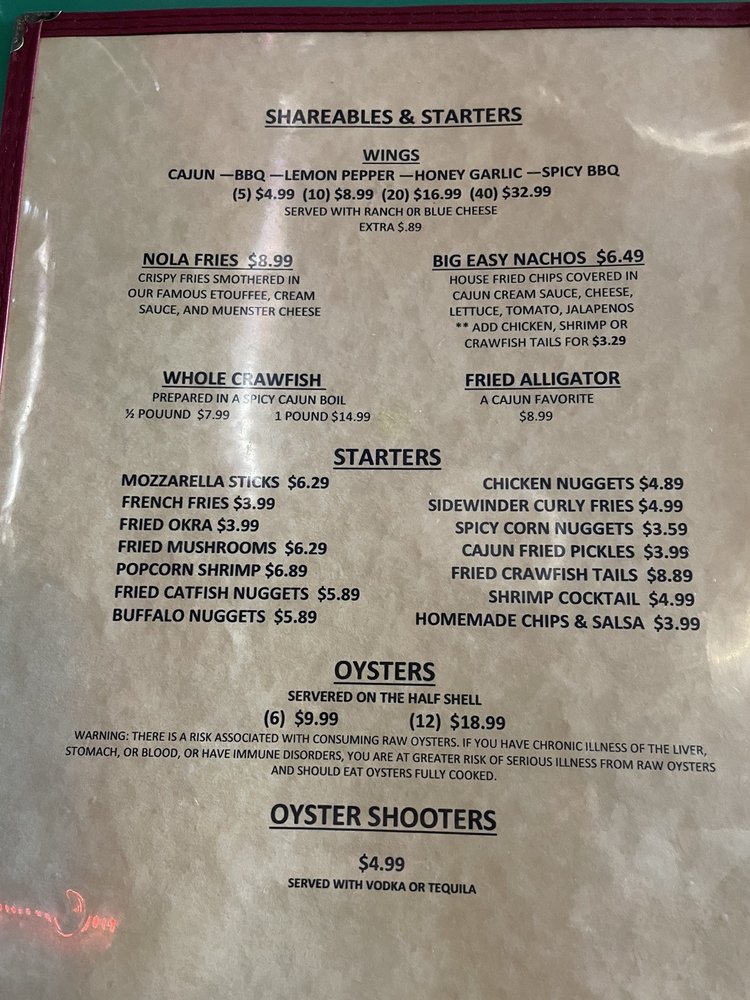 SHAREABLES & STARTERS
WINGS
CAJUN —BBQ —LEMON PEPPER —HONEY GARLIC —SPICY BBQ
(5) $4.99 (10) $8.99 (20) $16.99 (40) $32.99
SERVED WITH RANCH OR BLUE CHEESE
EXTRA $.89
NOLA FRIES $8.99
CRISPY FRIES SMOTHERED IN
OUR FAMOUS ETOUFFEE, CREAM
SAUCE, AND MUENSTER CHEESE
BIG EASY NACHOS $6.49
HOUSE FRIED CHIPS COVERED IN
CAJUN CREAM SAUCE, CHEESE,
LETTUCE, TOMATO, JALAPENOS
** ADD CHICKEN, SHRIMP OR
CRAWFISH TAILS FOR $3.29
WHOLE CRAWFISH
PREPARED IN A SPICY CAJUN BOIL
½ POUUND $7.99 1 POUND $14.99
FRIED ALLIGATOR
A CAJUN FAVORITE
$8.99
STARTERS
MOZZARELLA STICKS $6.29
FRENCH FRIES $3.99
FRIED OKRA $3.99
FRIED MUSHROOMS $6.29
POPCORN SHRIMP $6.89
FRIED CATFISH NUGGETS $5.89
BUFFALO NUGGETS $5.89
CHICKEN NUGGETS $4.89
SIDEWINDER CURLY FRIES $4.99
SPICY CORN NUGGETS $3.59
CAJUN FRIED PICKLES $3.99
FRIED CRAWFISH TAILS $8.89
SHRIMP COCKTAIL $4.99
HOMEMADE CHIPS & SALSA $3.99
OYSTERS
SERVERED ON THE HALF SHELL
(6) $9.99 (12) $18.99
WARNING: THERE IS A RISK ASSOCIATED WITH CONSUMING RAW OYSTERS. IF YOU HAVE CHRONIC ILLNESS OF THE LIVER,
STOMACH, OR BLOOD, OR HAVE IMMUNE DISORDERS, YOU ARE AT GREATER RISK OF SERIOUS ILLNESS FROM RAW OYSTERS
AND SHOULD EAT OYSTERS FULLY COOKED.
OYSTER SHOOTERS
$4.99
SERVED WITH VODKA OR TEQUILA